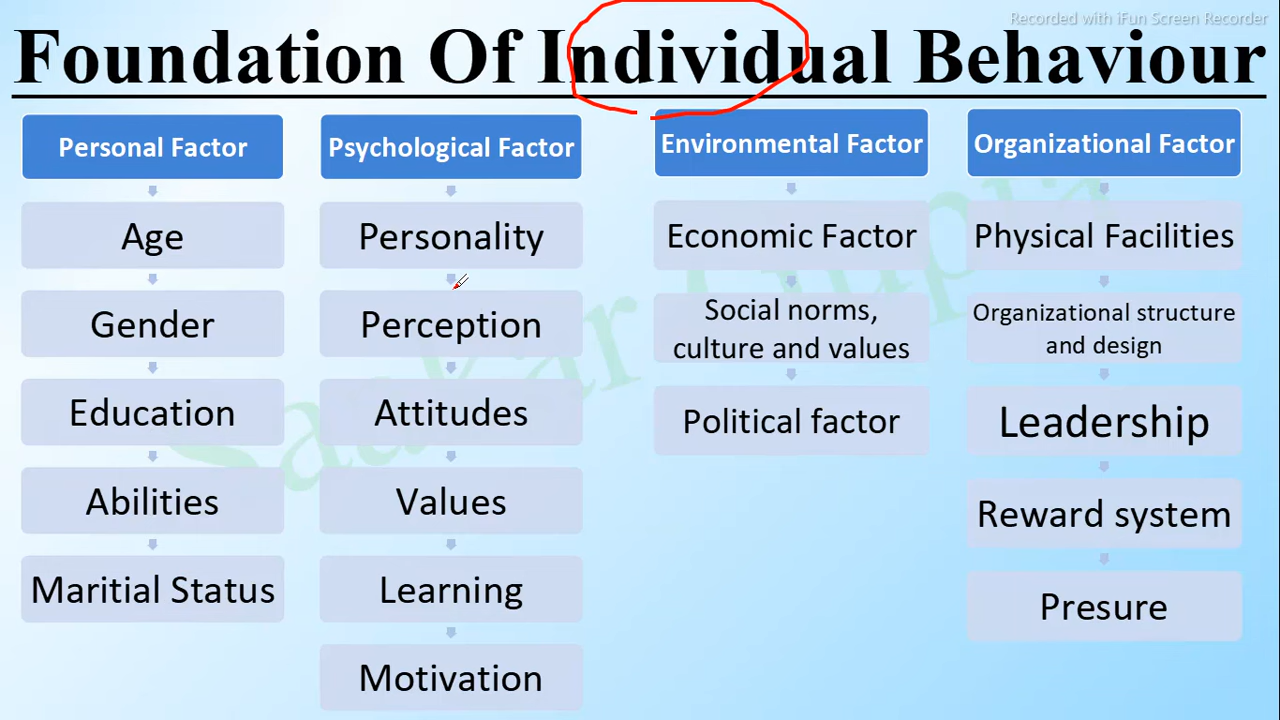 Recorded with iFun Screen Recorder
Foundation Of Individual Behaviour
Personal Factor
Age
Gender
Education
Abilities
Maritial Status
Psychological Factor
Personality
Perception
Attitudes
Values
Learning
Motivation
Environmental Factor
Economic Factor
Social norms,
culture and values
Political factor
Organizational Factor
Physical Facilities
Organizational structure
and design
Leadership
Reward system
Presure